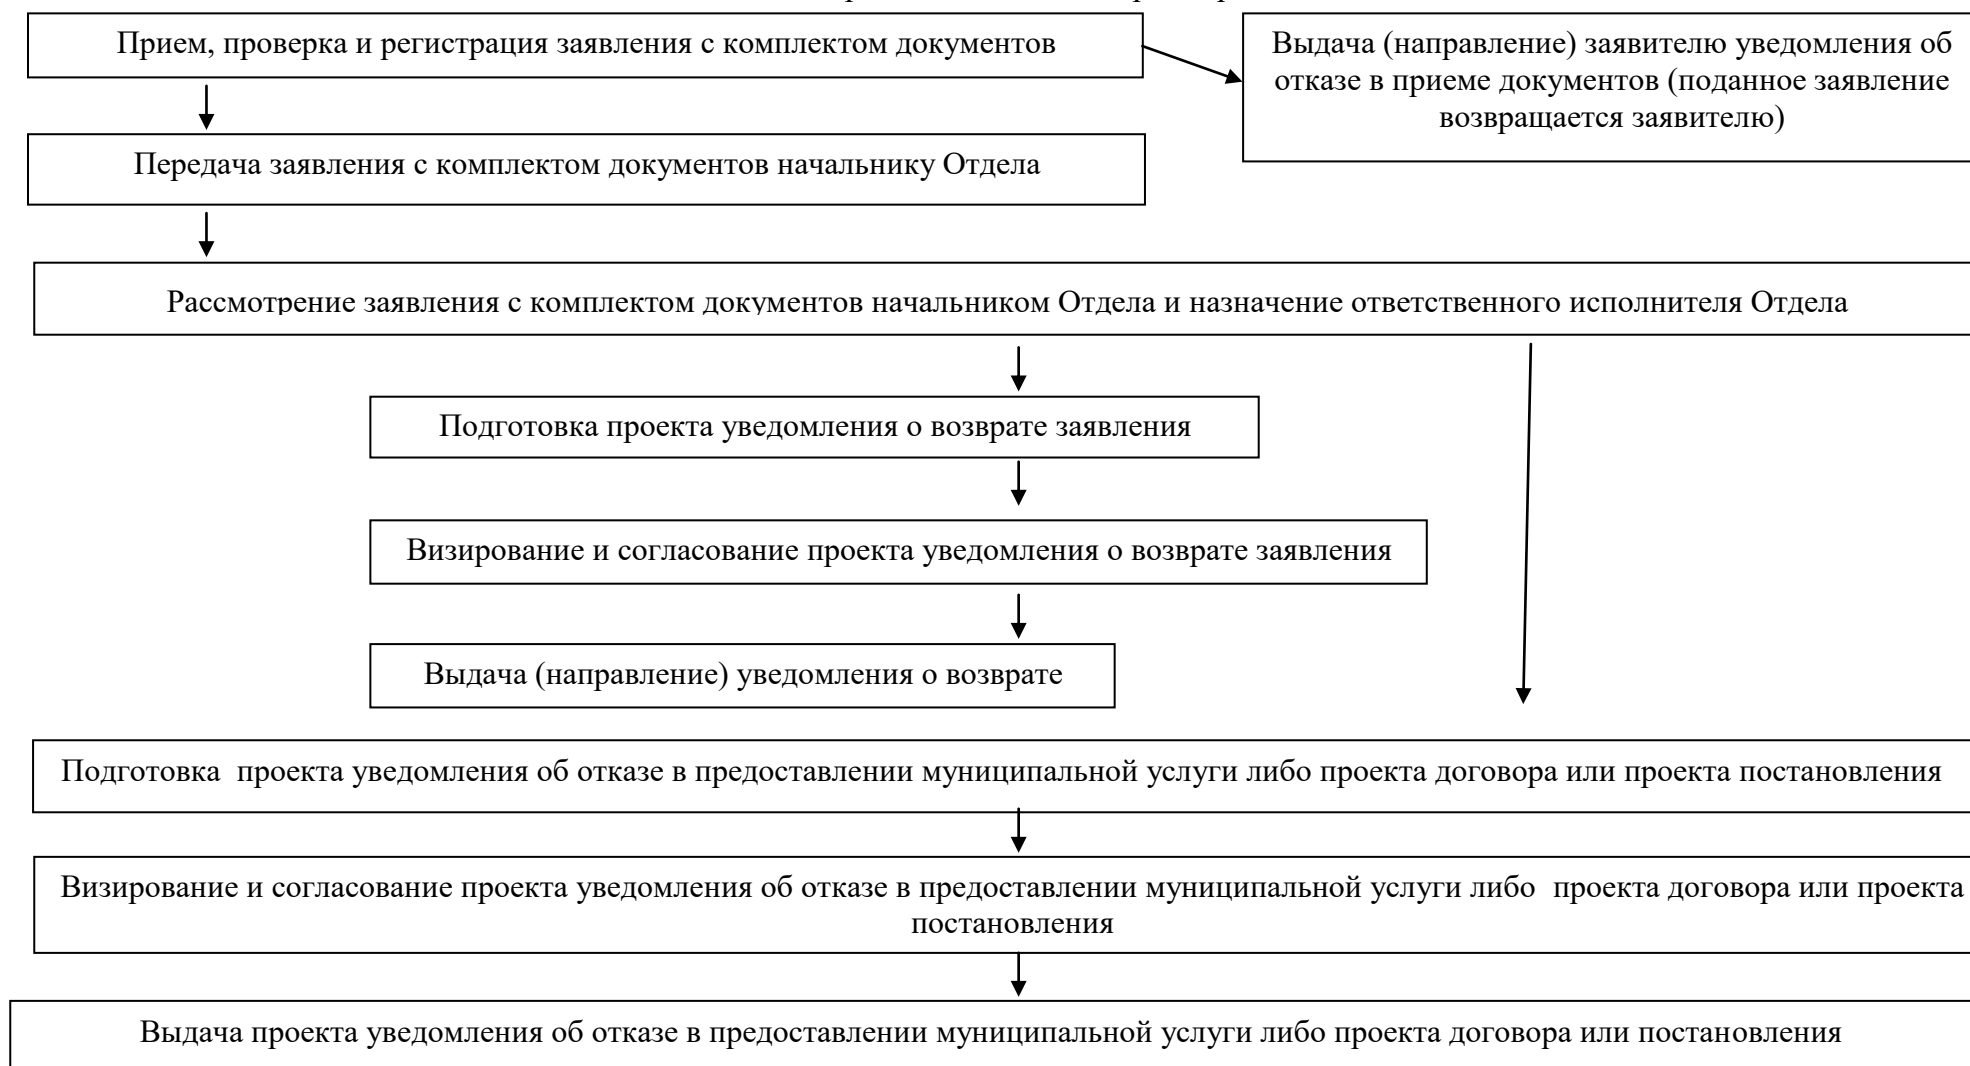 Прием, проверка и регистрация заявления с комплектом документов
Выдача (направление) заявителю уведомления об
отказе в приеме документов (поданное заявление
возвращается заявителю)
Передача заявления с комплектом документов начальнику Отдела
Рассмотрение заявления с комплектом документов начальником Отдела и назначение ответственного исполнителя Отдела
Подготовка проекта уведомления о возврате заявления
Визирование и согласование проекта уведомления о возврате заявления
Выдача (направление) уведомления о возврате
Подготовка  проекта уведомления об отказе в предоставлении муниципальной услуги либо проекта договора или проекта постановления
Визирование и согласование проекта уведомления об отказе в предоставлении муниципальной услуги либо  проекта договора или проекта
постановления
Выдача проекта уведомления об отказе в предоставлении муниципальной услуги либо проекта договора или постановления